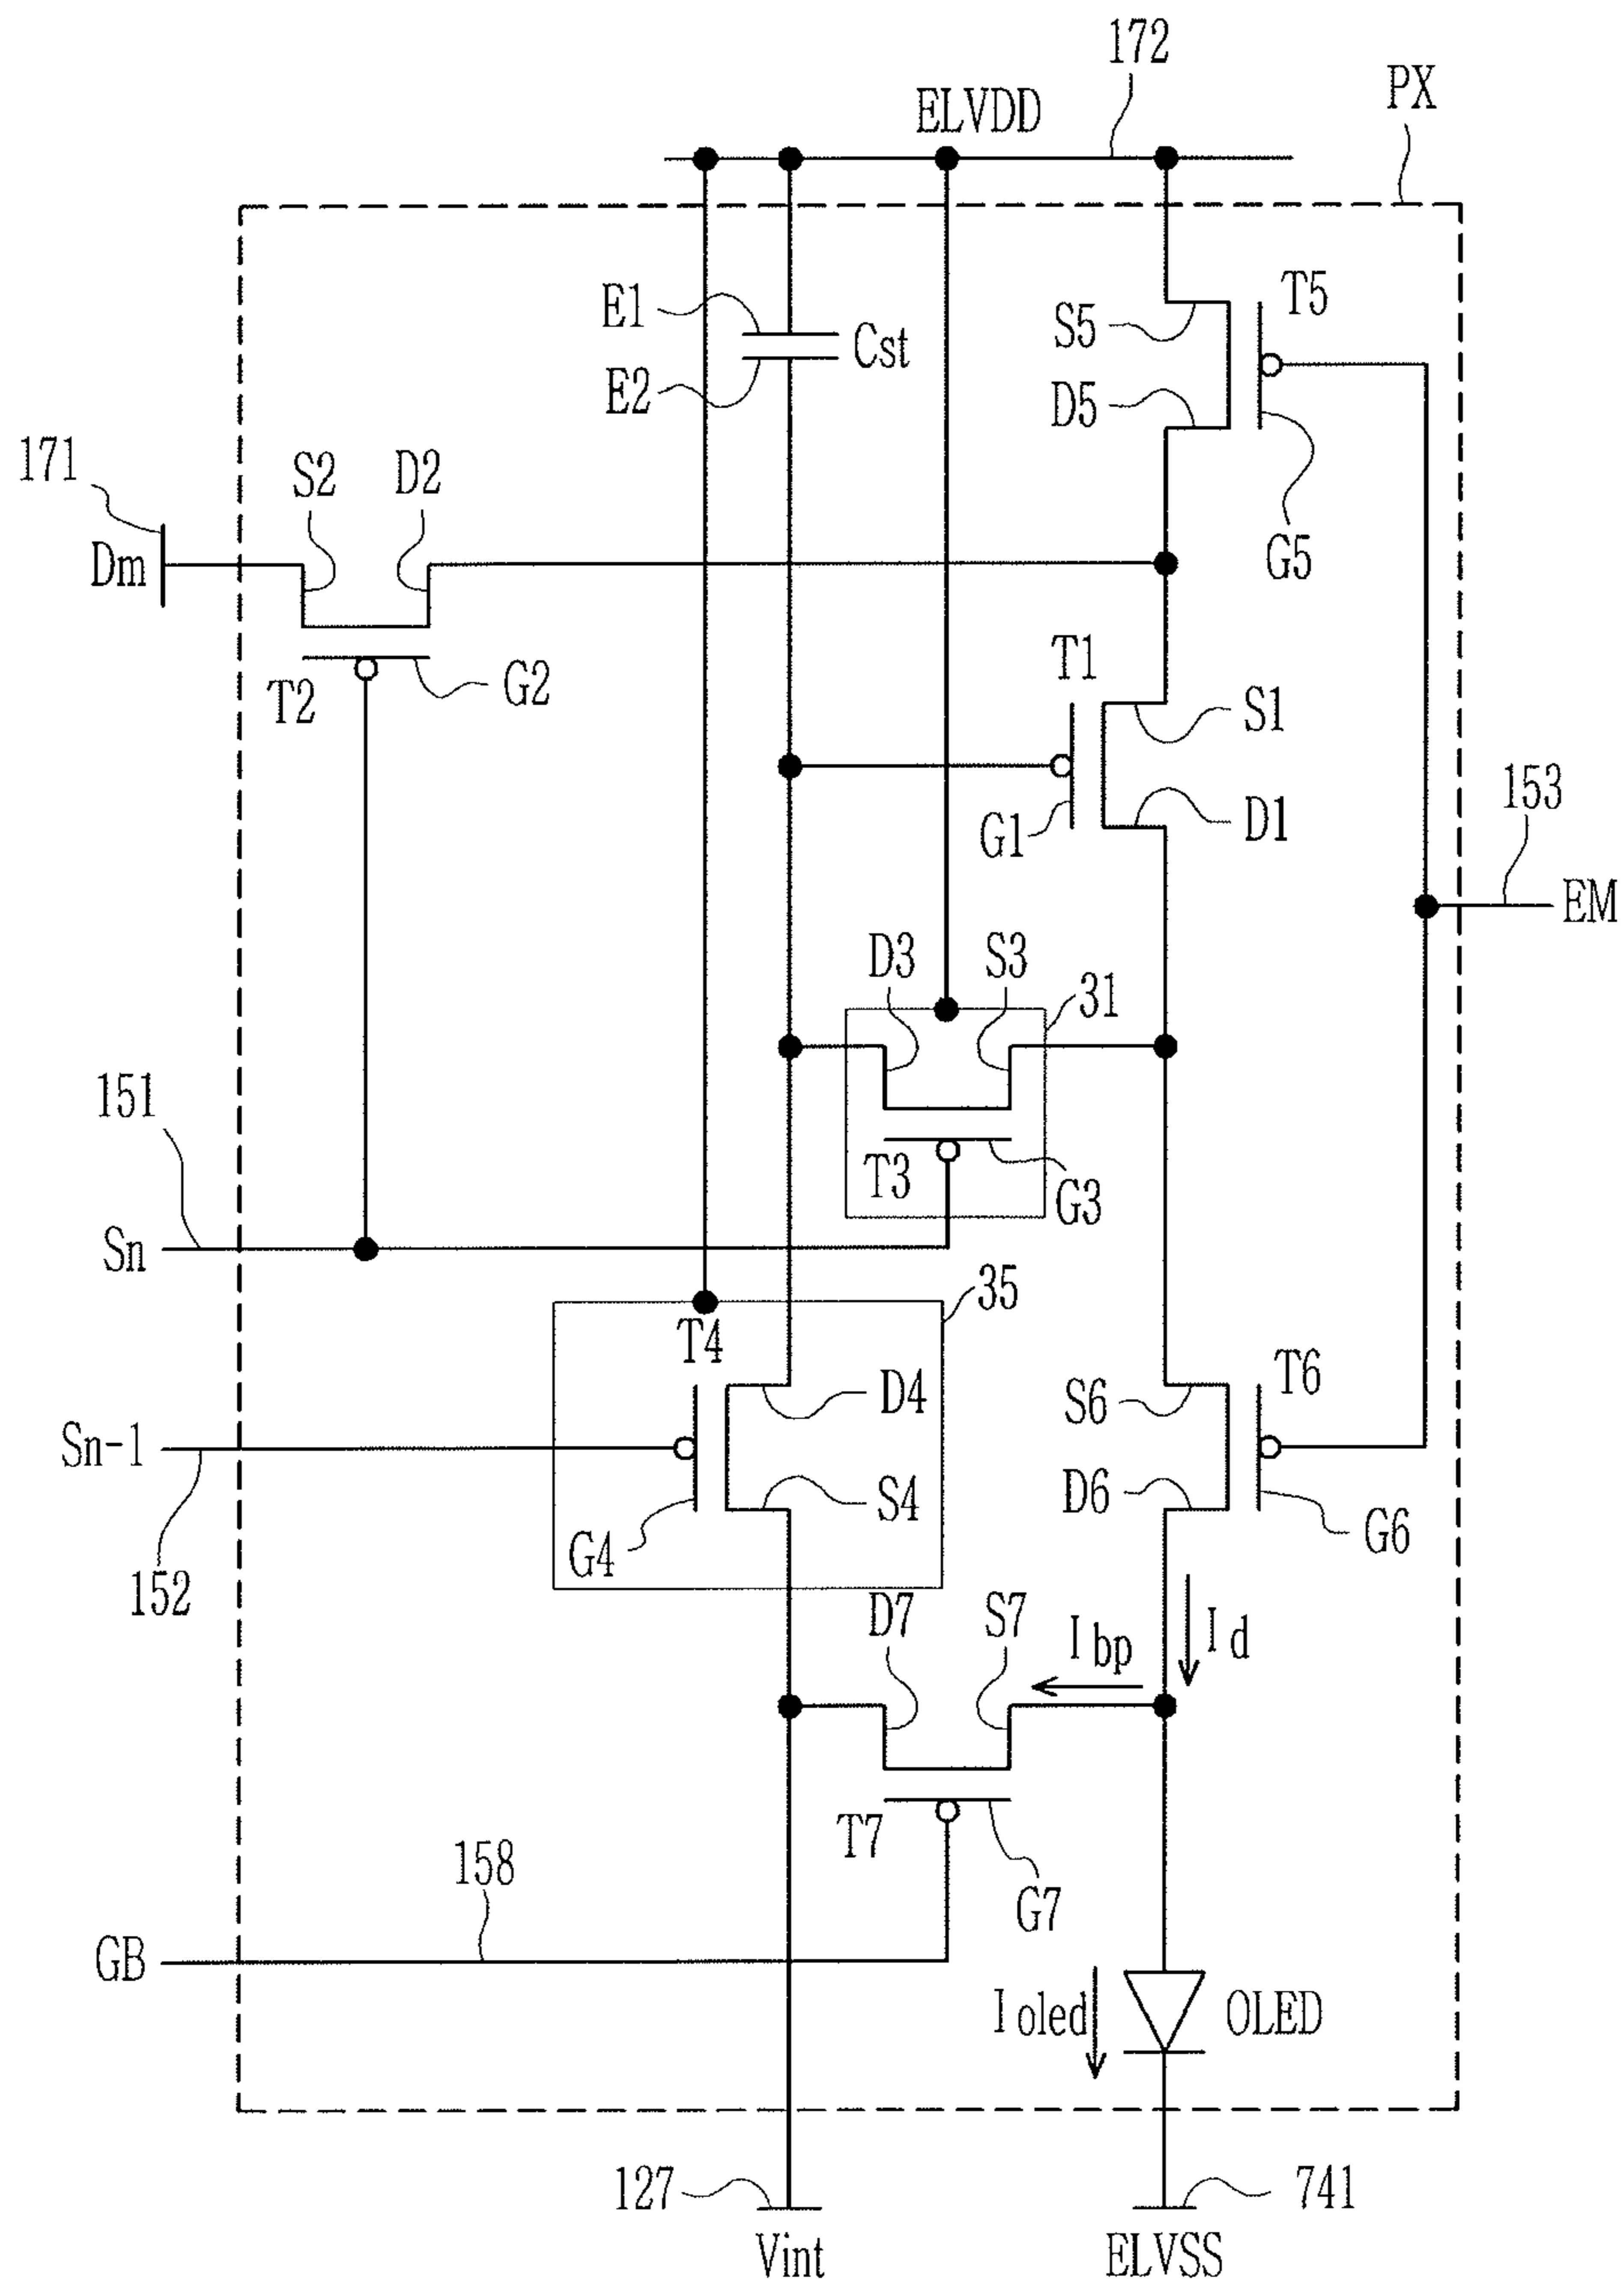 172
ELVDD
PX
E1
Cst
E2
T5
S5
D5
G5
171
S2
D2
Dm
T2
G2
T1
S1
G1
D1
153
EM
D3
S3
31
151
T3
G3
Sn
35
T4
D4
T6
S6
Sn-1
S4
D6
G4
G6
152
D7
S7
I bp
I d
T7
158
G7
GB
I oled
OLED
127
741
Vint
ELVSS